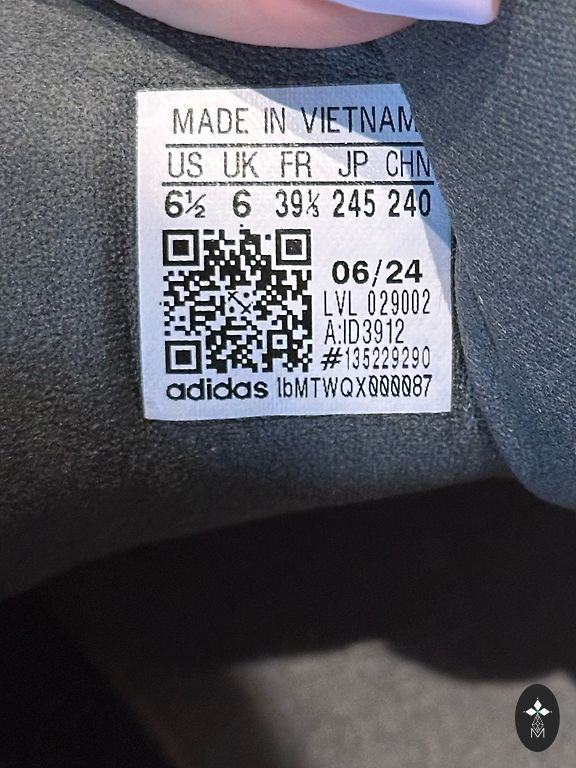 MADE IN VIETNAM
US UK FR JP CHN
6½ 6 39⅓ 245 240
06/24
LVL 029002
A:ID3912
#135229290
adidas lbMTWQX000087
M